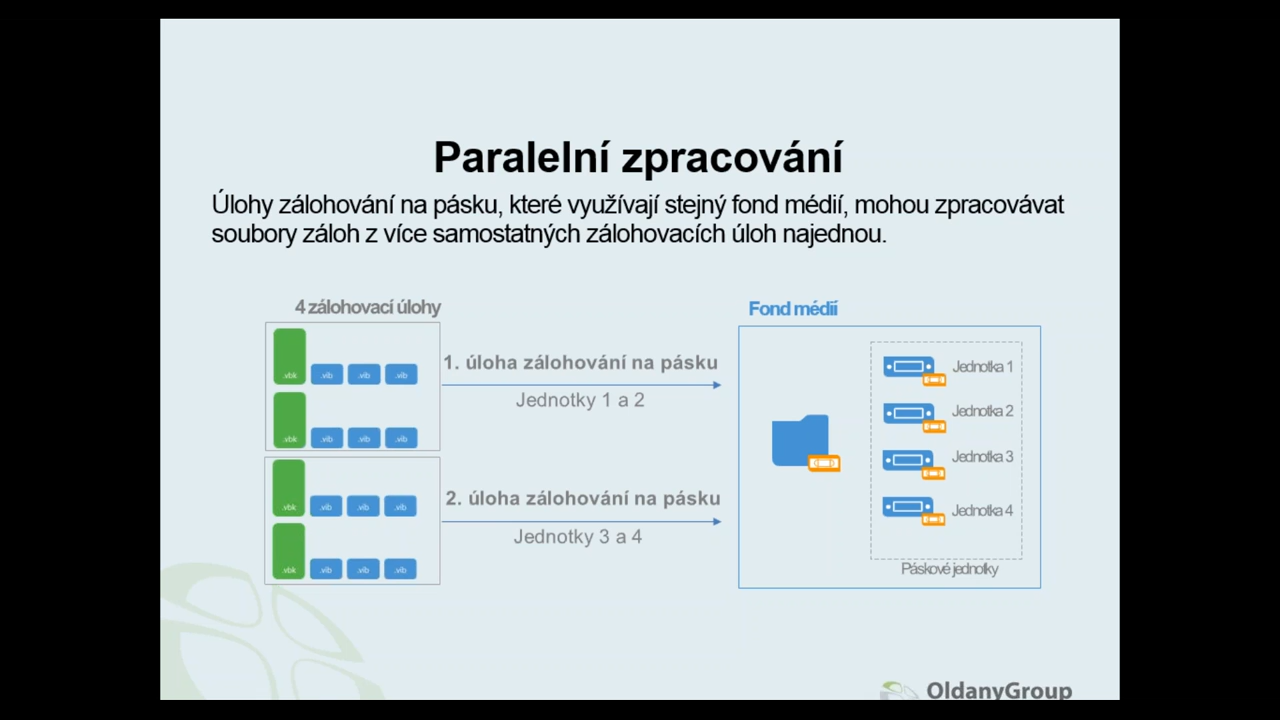 Paralelní zpracování
Úlohy zálohování na pásku, které využívají stejný fond médií, mohou zpracovávat
soubory záloh z více samostatných zálohovacích úloh najednou.
4 zálohovací úlohy
.vbk .vib .vib .vib
.vbk .vib .vib .vib
.vbk .vib .vib .vib
.vbk .vib .vib .vib
1. úloha zálohování na pásku
Jednotky 1 a 2
2. úloha zálohování na pásku
Jednotky 3 a 4
Fond médií
Jednotka 1
Jednotka 2
Jednotka 3
Jednotka 4
Páskové jednotky
OldanyGroup